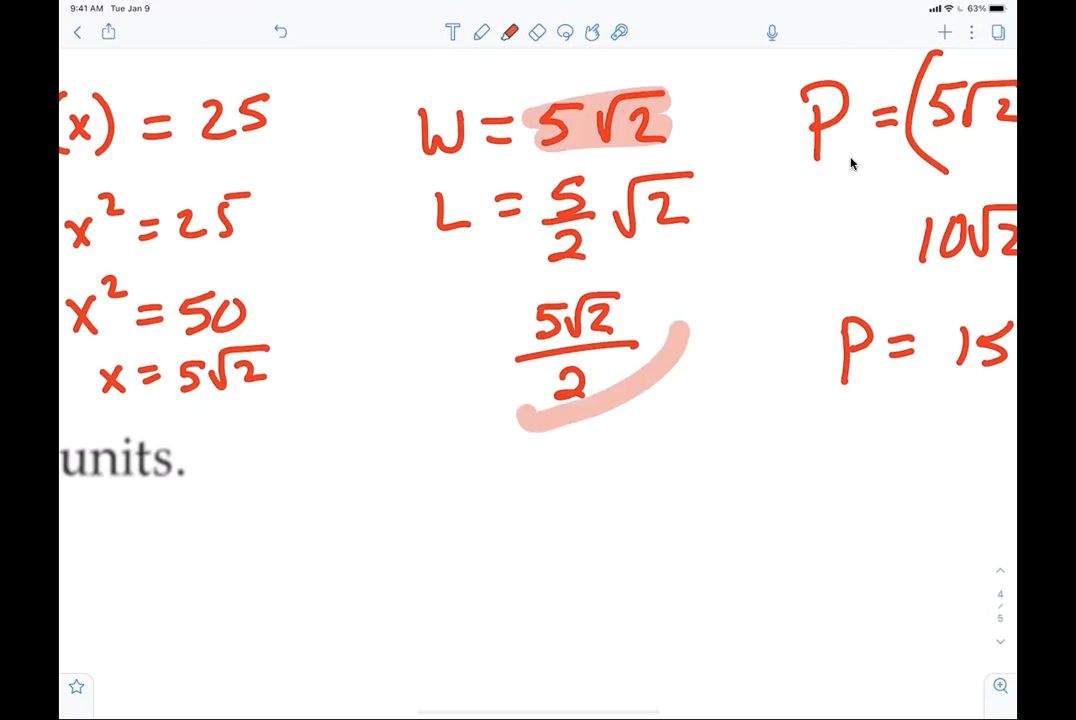 9:41 AM Tue Jan 9
63%
(x) = 25
x² = 25
x² = 50
x = 5√2
units.
W = 5√2
L = 5/2 √2
5√2
2
P = (5√2
10√2
P = 15
4
/
5